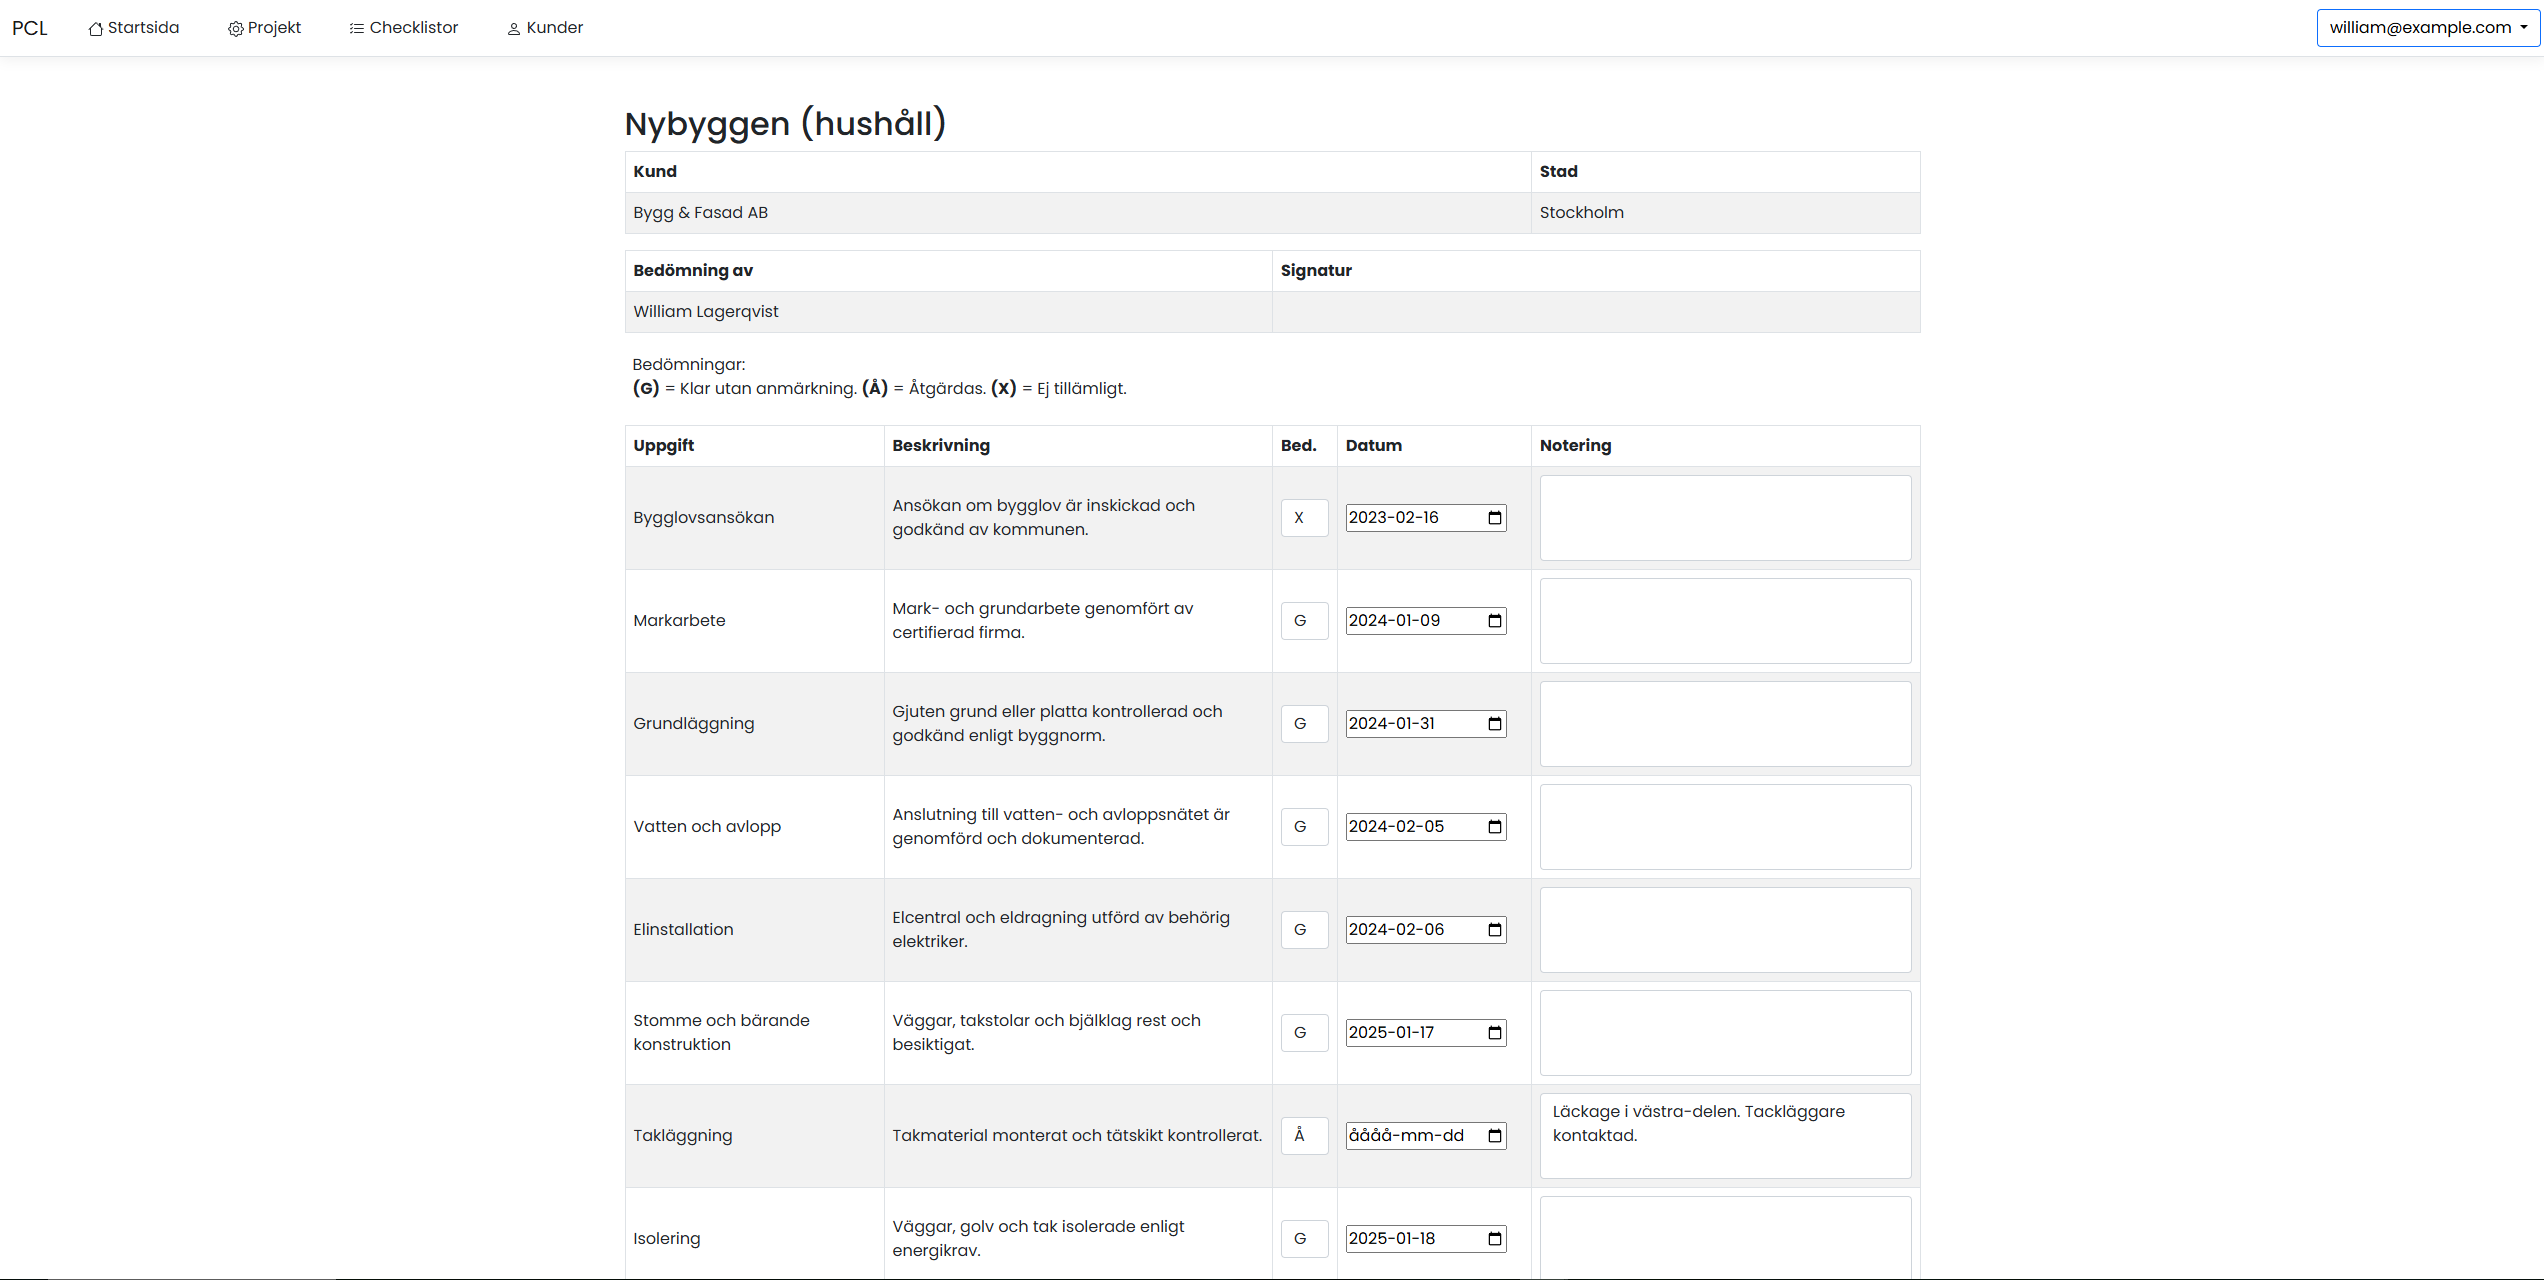 PCL Startsida Projekt Checklistor Kunder william@example.com
Nybyggen (hushåll)
Kund Stad
Bygg & Fasad AB Stockholm
Bedömning av Signatur
William Lagerqvist
Bedömningar:
(G) = Klar utan anmärkning. (Å) = Åtgärdas. (X) = Ej tillämligt.
Uppgift Beskrivning Bed. Datum Notering
Bygglovsansökan
Ansökan om bygglov är inskickad och
godkänd av kommunen.
X
2023-02-16
Markarbete
Mark- och grundarbete genomfört av
certifierad firma.
G
2024-01-09
Grundläggning
Gjuten grund eller platta kontrollerad och
godkänd enligt byggnorm.
G
2024-01-31
Vatten och avlopp
Anslutning till vatten- och avloppsnätet är
genomförd och dokumenterad.
G
2024-02-05
Elinstallation
Elcentral och eldragning utförd av behörig
elektriker.
G
2024-02-06
Stomme och bärande
konstruktion
Väggar, takstolar och bjälklag rest och
besiktigat.
G
2025-01-17
Takläggning
Takmaterial monterat och tätskikt kontrollerat.
Å
åååå-mm-dd
Läckage i västra-delen. Tackläggare
kontaktad.
Isolering
Väggar, golv och tak isolerade enligt
energikrav.
G
2025-01-18